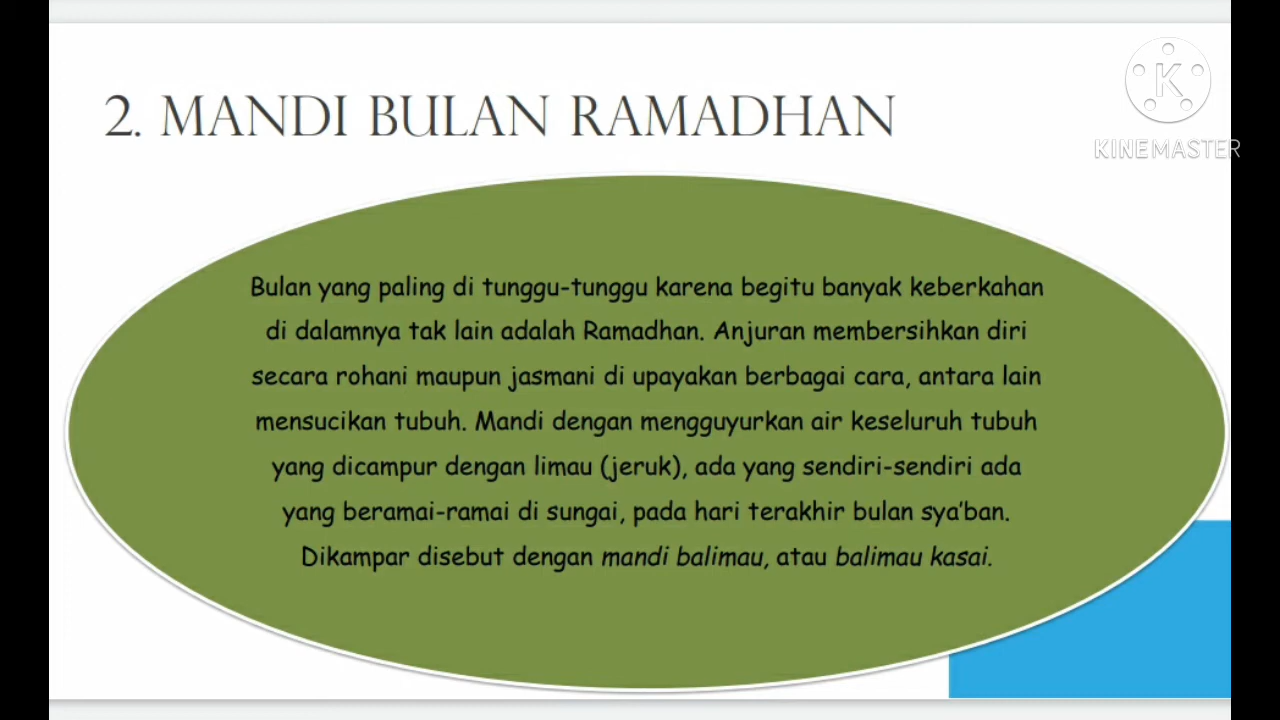 2. MANDI BULAN RAMADHAN
K
KINEMASTER
Bulan yang paling di tunggu-tunggu karena begitu banyak keberkahan
di dalamnya tak lain adalah Ramadhan. Anjuran membersihkan diri
secara rohani maupun jasmani di upayakan berbagai cara, antara lain
mensucikan tubuh. Mandi dengan mengguyurkan air keseluruh tubuh
yang dicampur dengan limau (jeruk), ada yang sendiri-sendiri ada
yang beramai-ramai di sungai, pada hari terakhir bulan sya’ban.
Dikampar disebut dengan mandi balimau, atau balimau kasai.